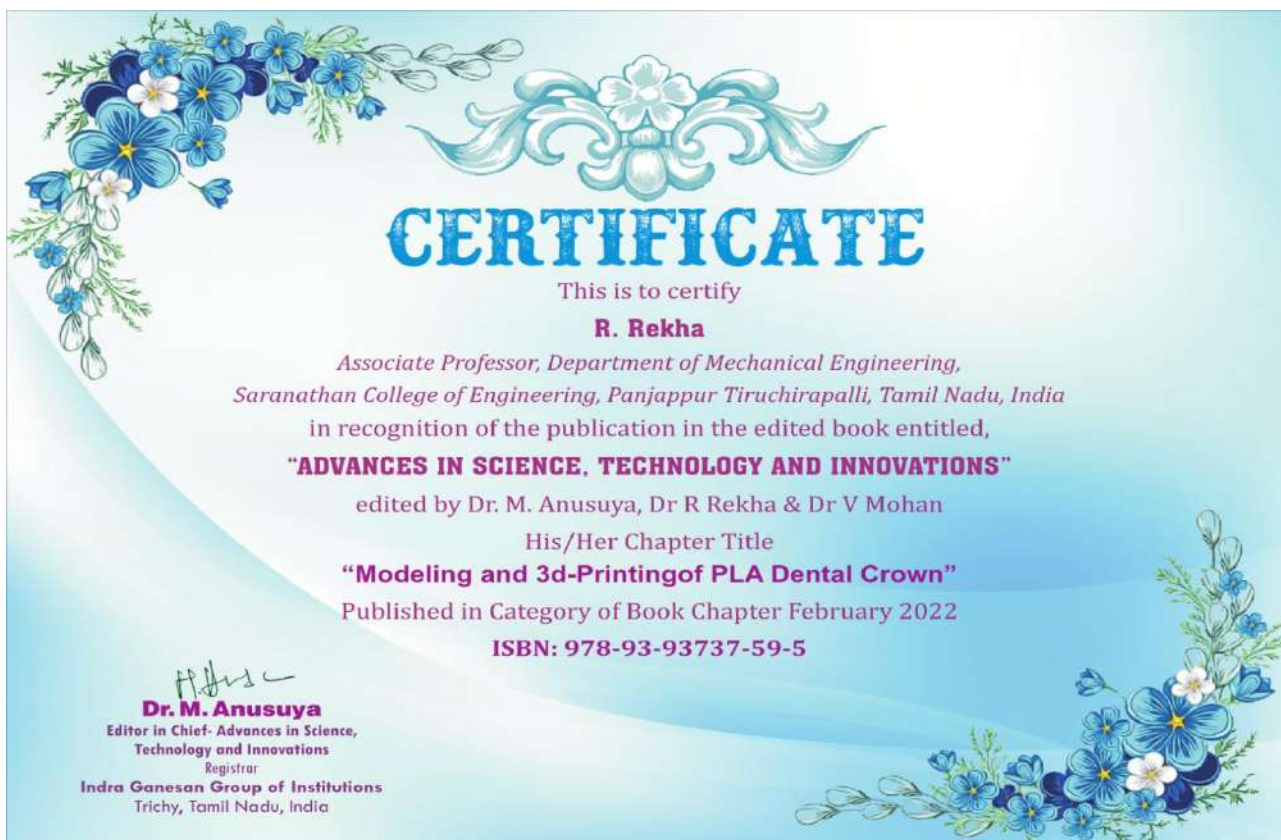 CERTIFICATE
This is to certify
R. Rekha
Associate Professor, Department of Mechanical Engineering,
Saranathan College of Engineering, Panjappur Tiruchirapalli, Tamil Nadu, India
in recognition of the publication in the edited book entitled,
"ADVANCES IN SCIENCE, TECHNOLOGY AND INNOVATIONS"
edited by Dr. M. Anusuya, Dr R Rekha & Dr V Mohan
His/Her Chapter Title
“Modeling and 3d-Printingof PLA Dental Crown”
Published in Category of Book Chapter February 2022
ISBN: 978-93-93737-59-5
Dr. M. Anusuya
Editor in Chief- Advances in Science,
Technology and Innovations
Registrar
Indra Ganesan Group of Institutions
Trichy, Tamil Nadu, India